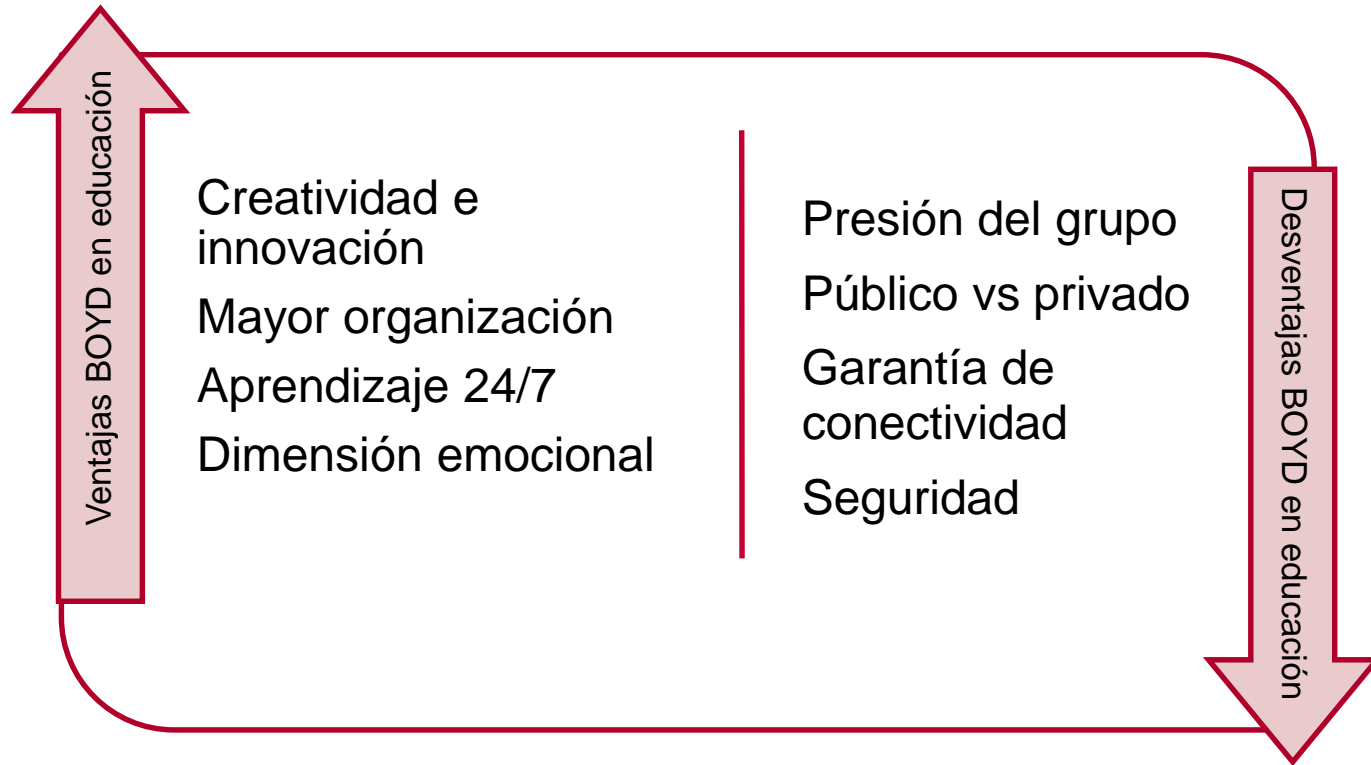 Ventajas BOYD en educación
Creatividad e
innovación
Mayor organización
Aprendizaje 24/7
Dimensión emocional
Presión del grupo
Público vs privado
Garantía de
conectividad
Seguridad
Desventajas BOYD en educación